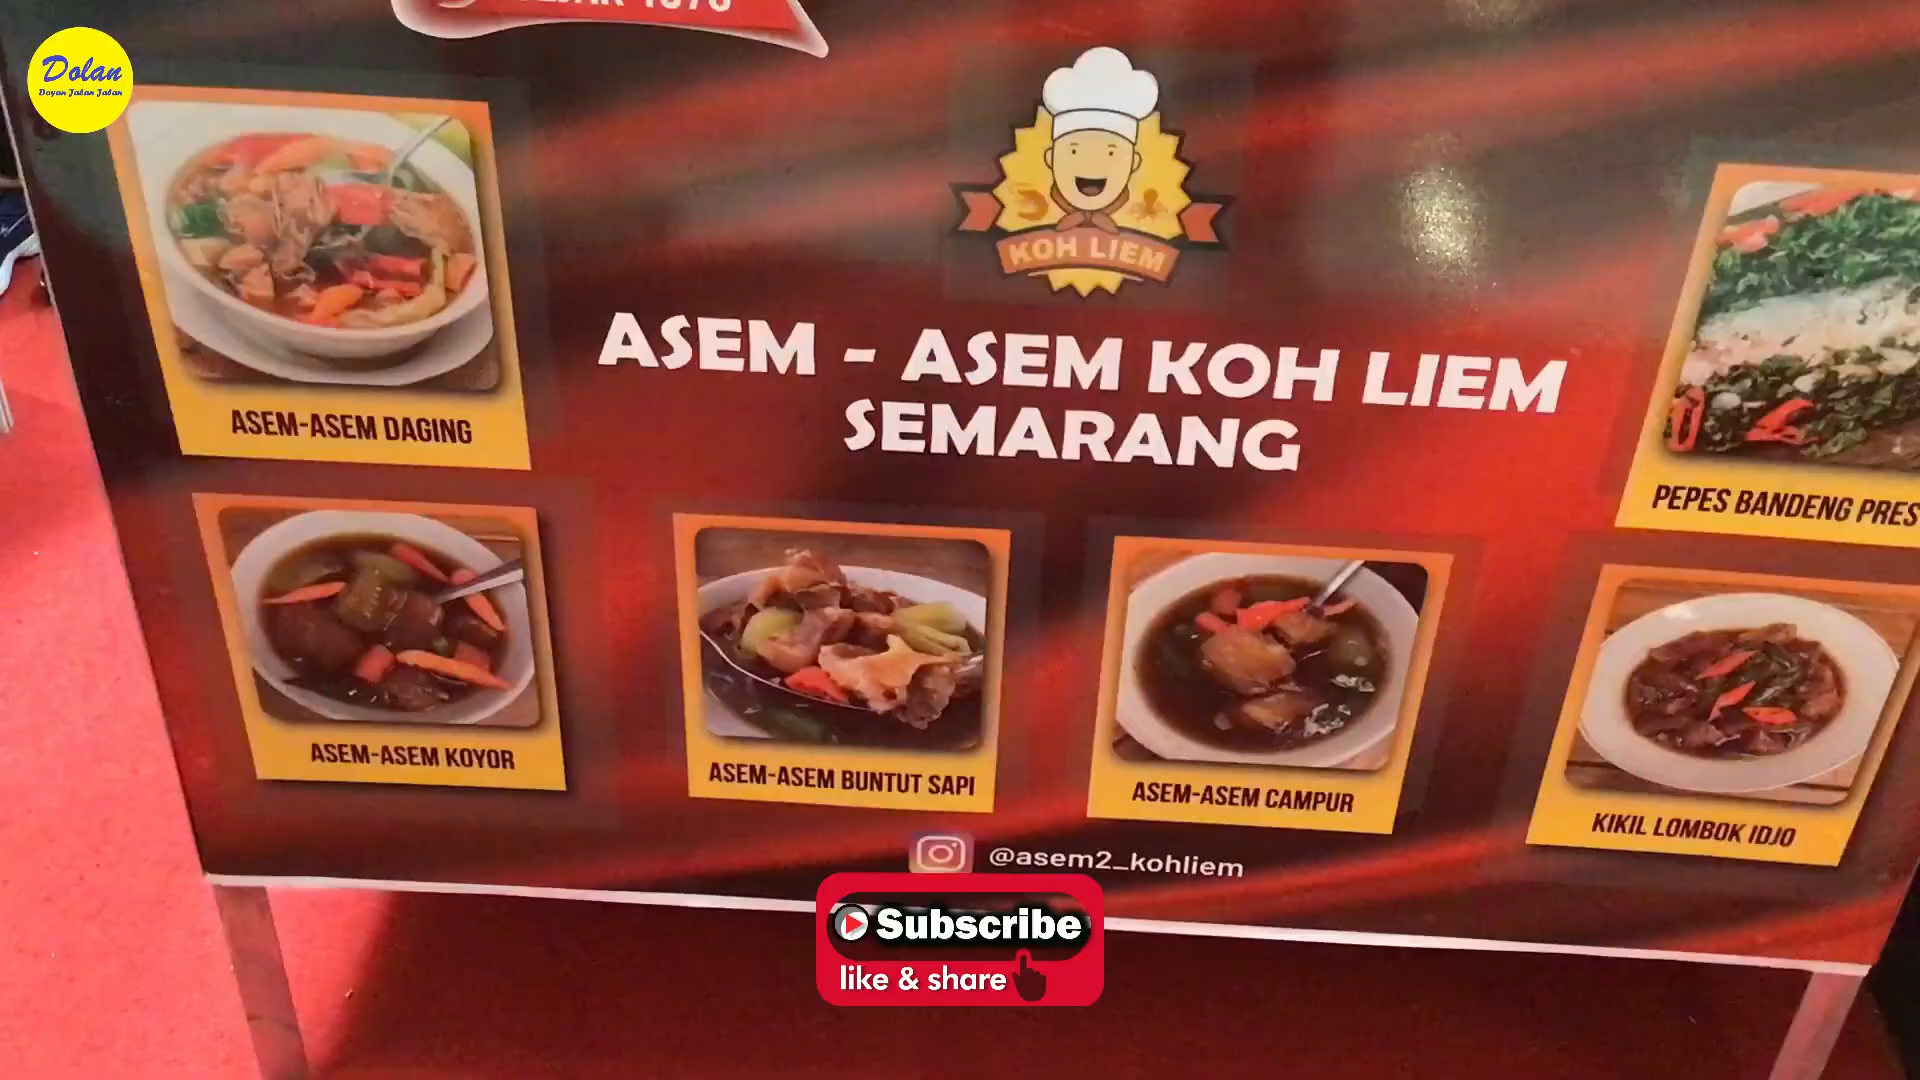 Dolan
Doyan Jalan Jalan
KOH LIEM
ASEM - ASEM KOH LIEM
SEMARANG
ASEM-ASEM DAGING
PEPES BANDENG PRES
ASEM-ASEM KOYOR
ASEM-ASEM BUNTUT SAPI
ASEM-ASEM CAMPUR
KIKIL LOMBOK IDJO
@asem2_kohliem
Subscribe
like & share